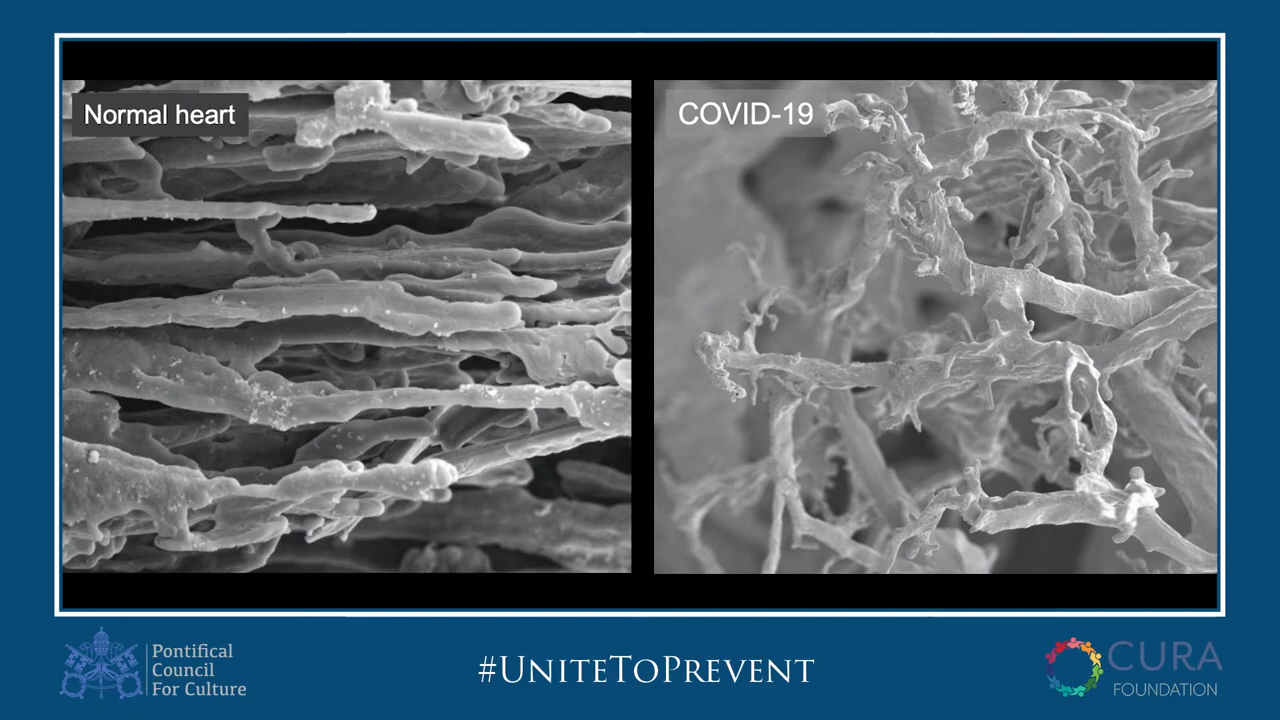 Normal heart
COVID-19
Pontifical
Council
For Culture
#UniteToPrevent
CURA
FOUNDATION